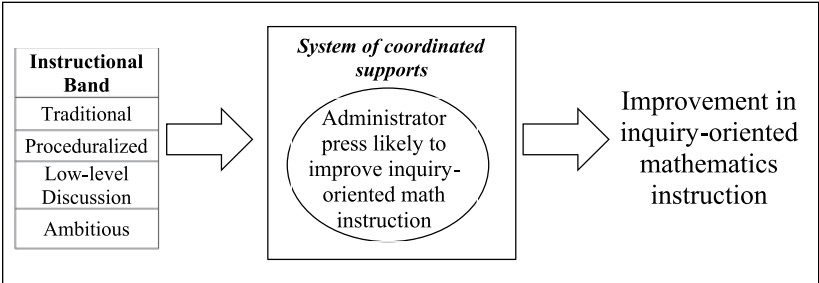 Instructional
Band
Traditional
Proceduralized
Low-level
Discussion
Ambitious
System of coordinated
supports
Administrator
press likely to
improve inquiry-
oriented math
instruction
Improvement in
inquiry-oriented
mathematics
instruction